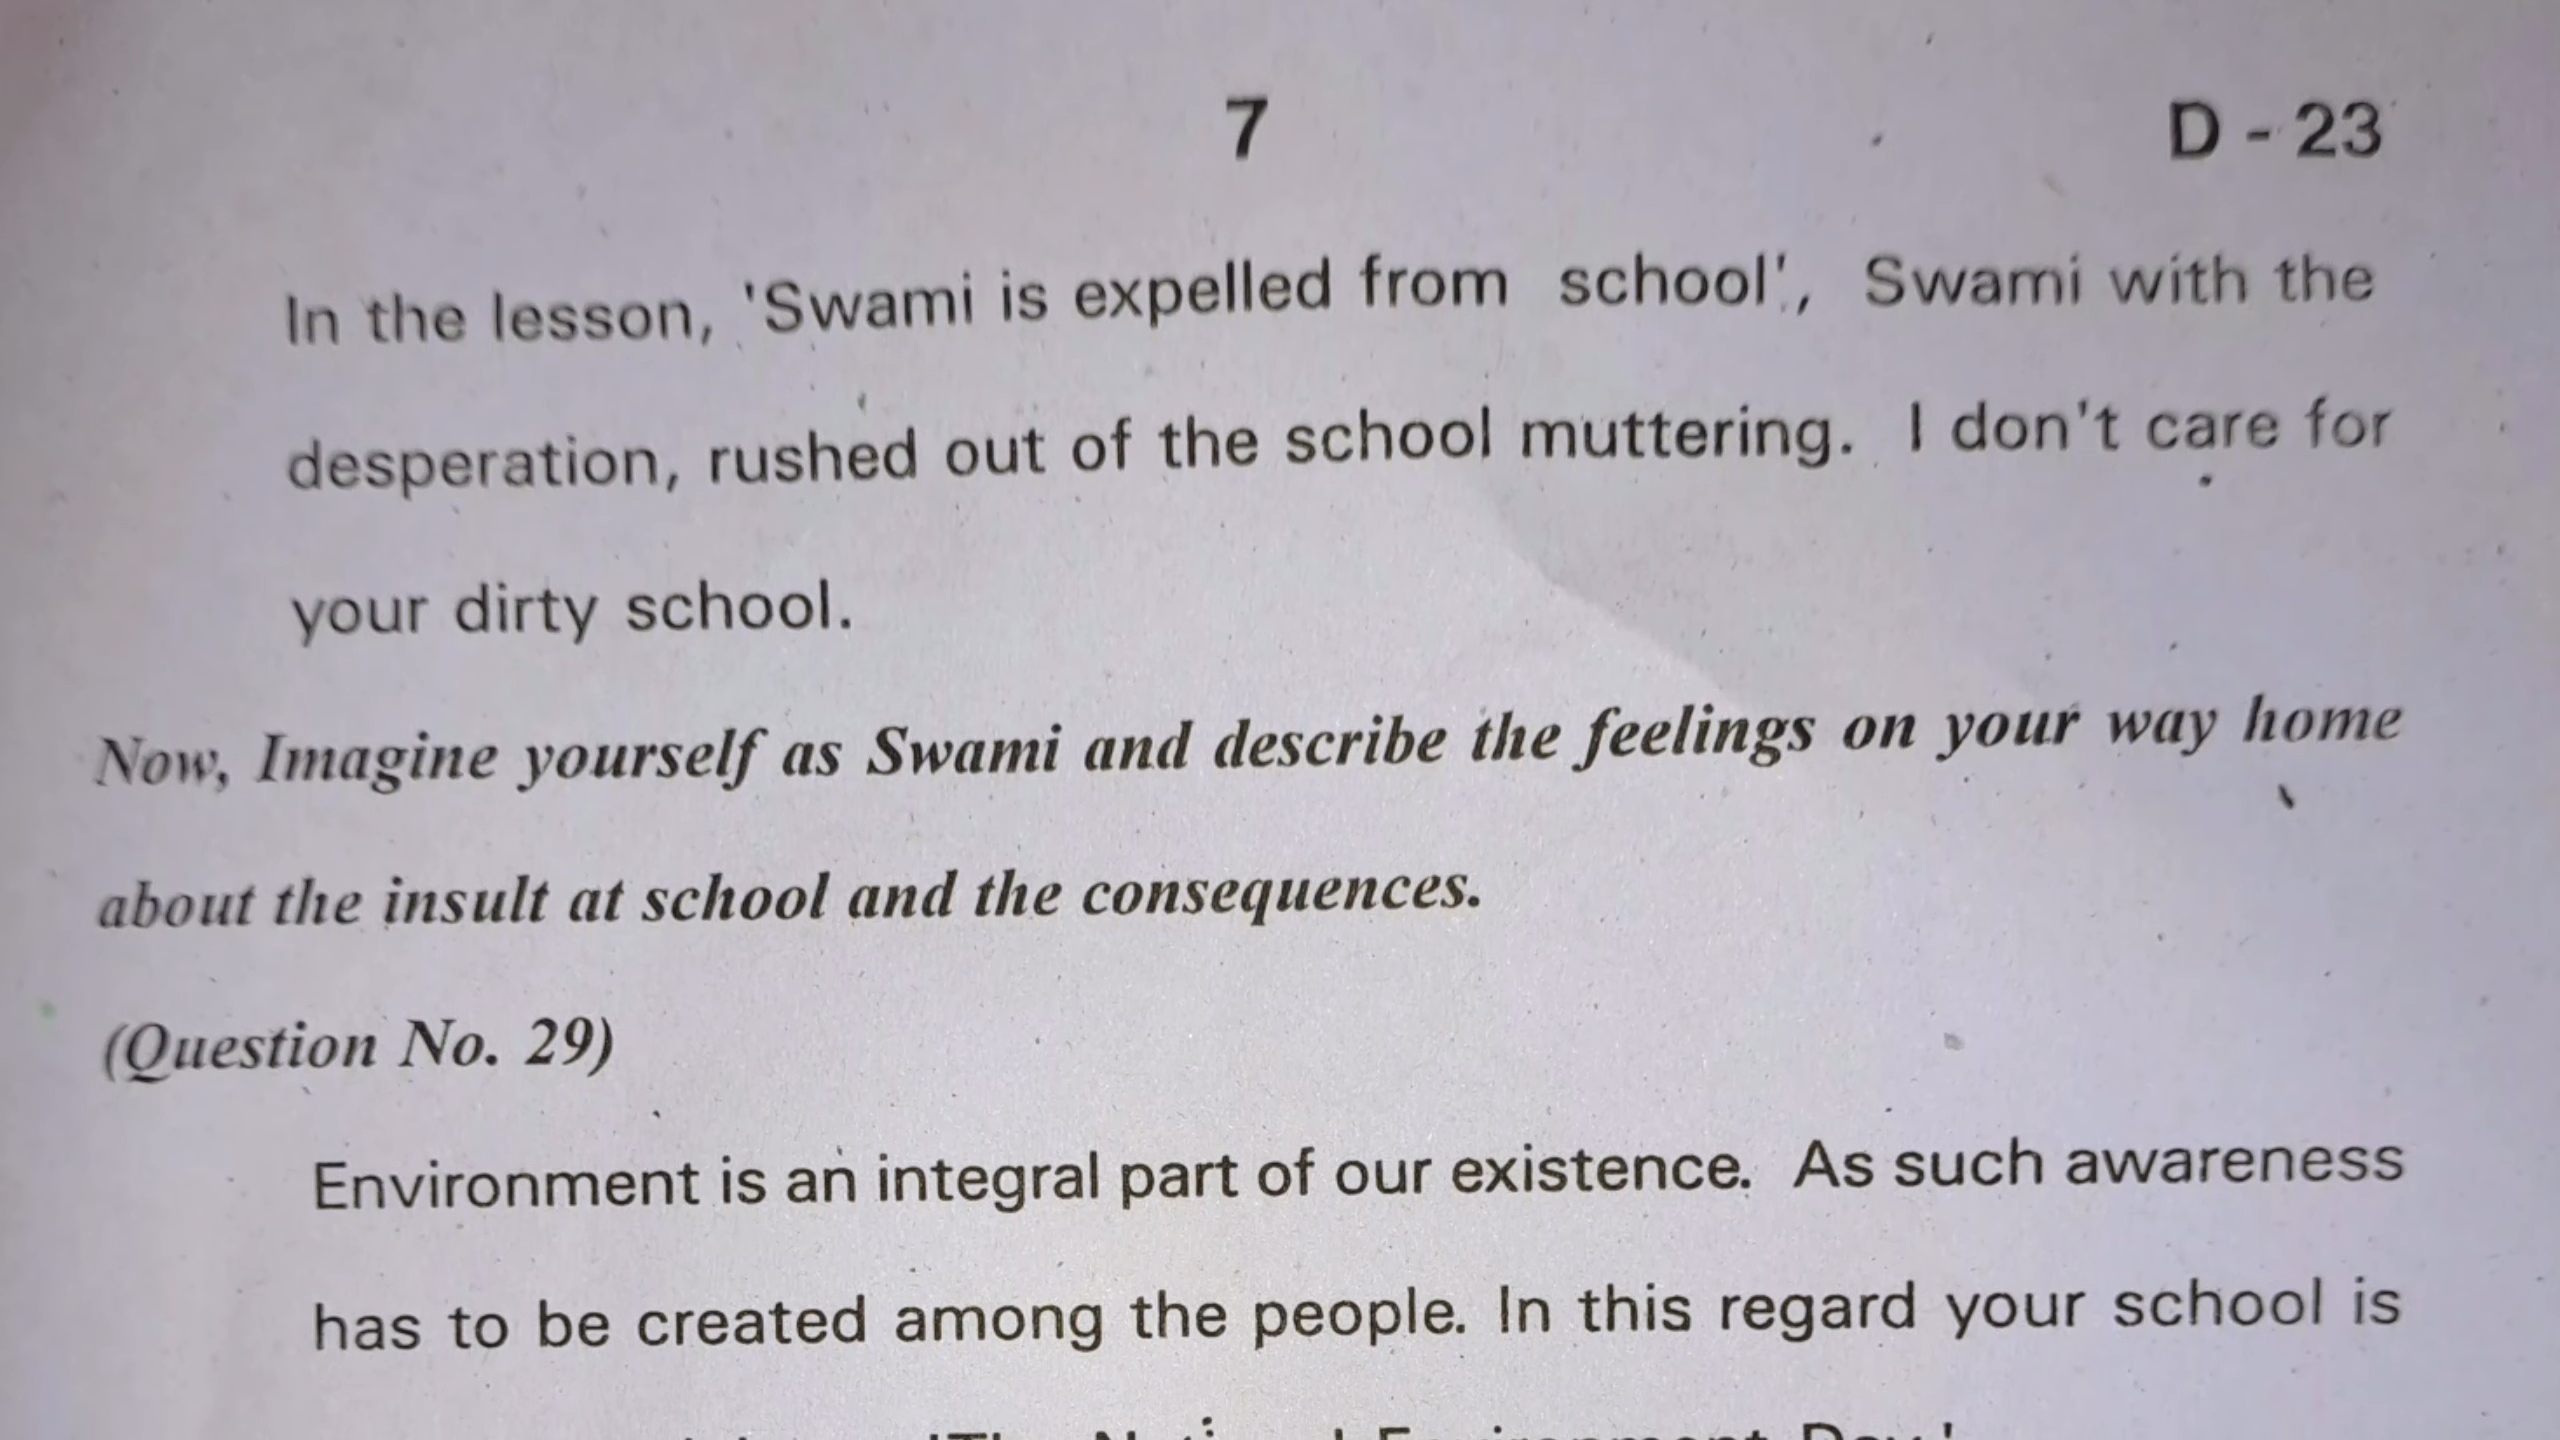 7
D - 23
In the lesson, 'Swami is expelled from school', Swami with the
desperation, rushed out of the school muttering. I don't care for
your dirty school.
Now, Imagine yourself as Swami and describe the feelings on your way home
about the insult at school and the consequences.
(Question No. 29)
Environment is an integral part of our existence. As such awareness
has to be created among the people. In this regard your school is